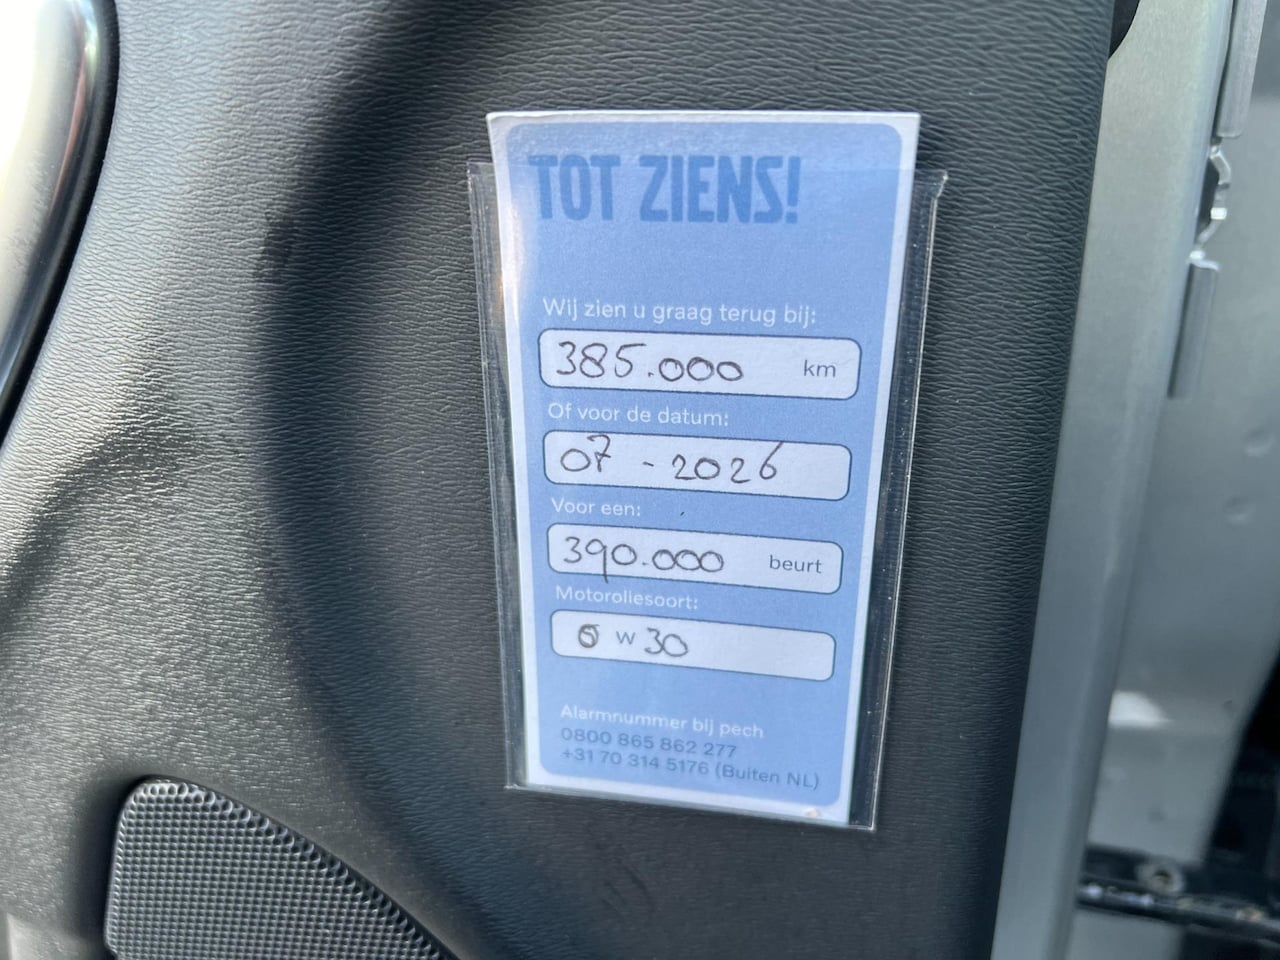 TOT ZIENS!
Wij zien u graag terug bij:
385.000 km
Of voor de datum:
07 - 2026
Voor een:
390.000 beurt
Motoroliesoort:
W 30
Alarmnummer bij pech
0800 865 862 277
+31 70 314 5176 (Buiten NL)